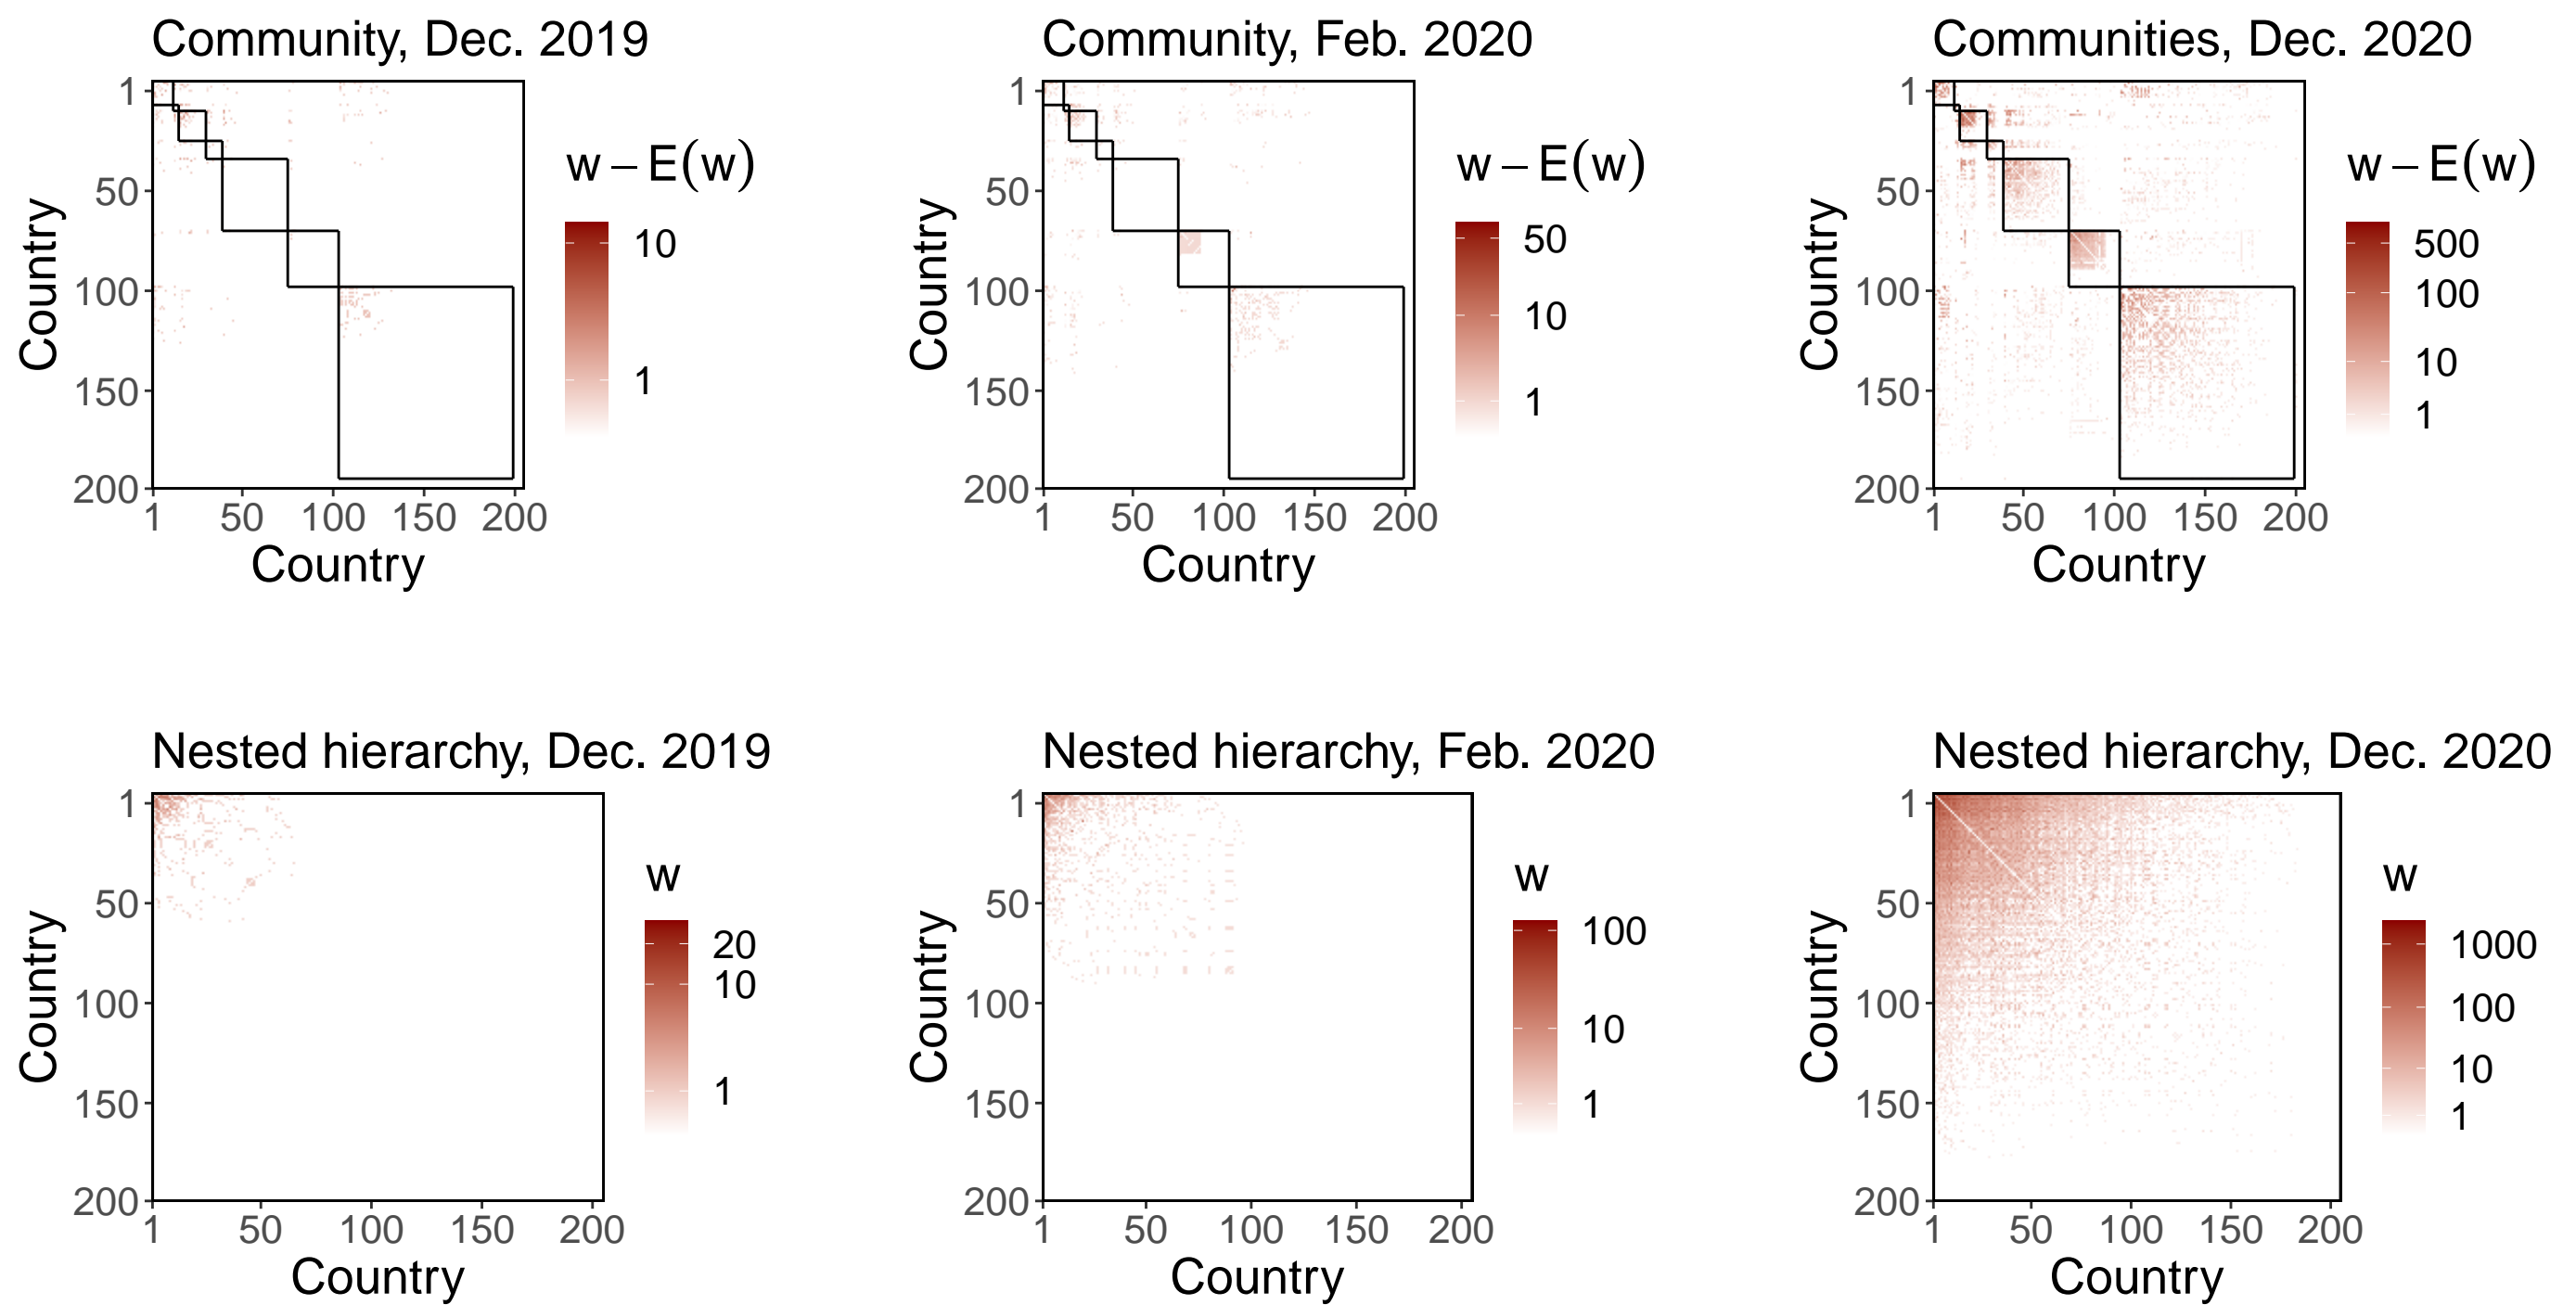 Community, Dec. 2019
1
50
100
150
200
Country
1 50 100 150 200
Country
w – E(w)
10
1
Community, Feb. 2020
1
50
100
150
200
Country
1 50 100 150 200
Country
w – E(w)
50
10
1
Communities, Dec. 2020
1
50
100
150
200
Country
1 50 100 150 200
Country
w – E(w)
500
100
10
1
Nested hierarchy, Dec. 2019
1
50
100
150
200
Country
1 50 100 150 200
Country
w
20
10
1
Nested hierarchy, Feb. 2020
1
50
100
150
200
Country
1 50 100 150 200
Country
w
100
10
1
Nested hierarchy, Dec. 2020
1
50
100
150
200
Country
1 50 100 150 200
Country
w
1000
100
10
1